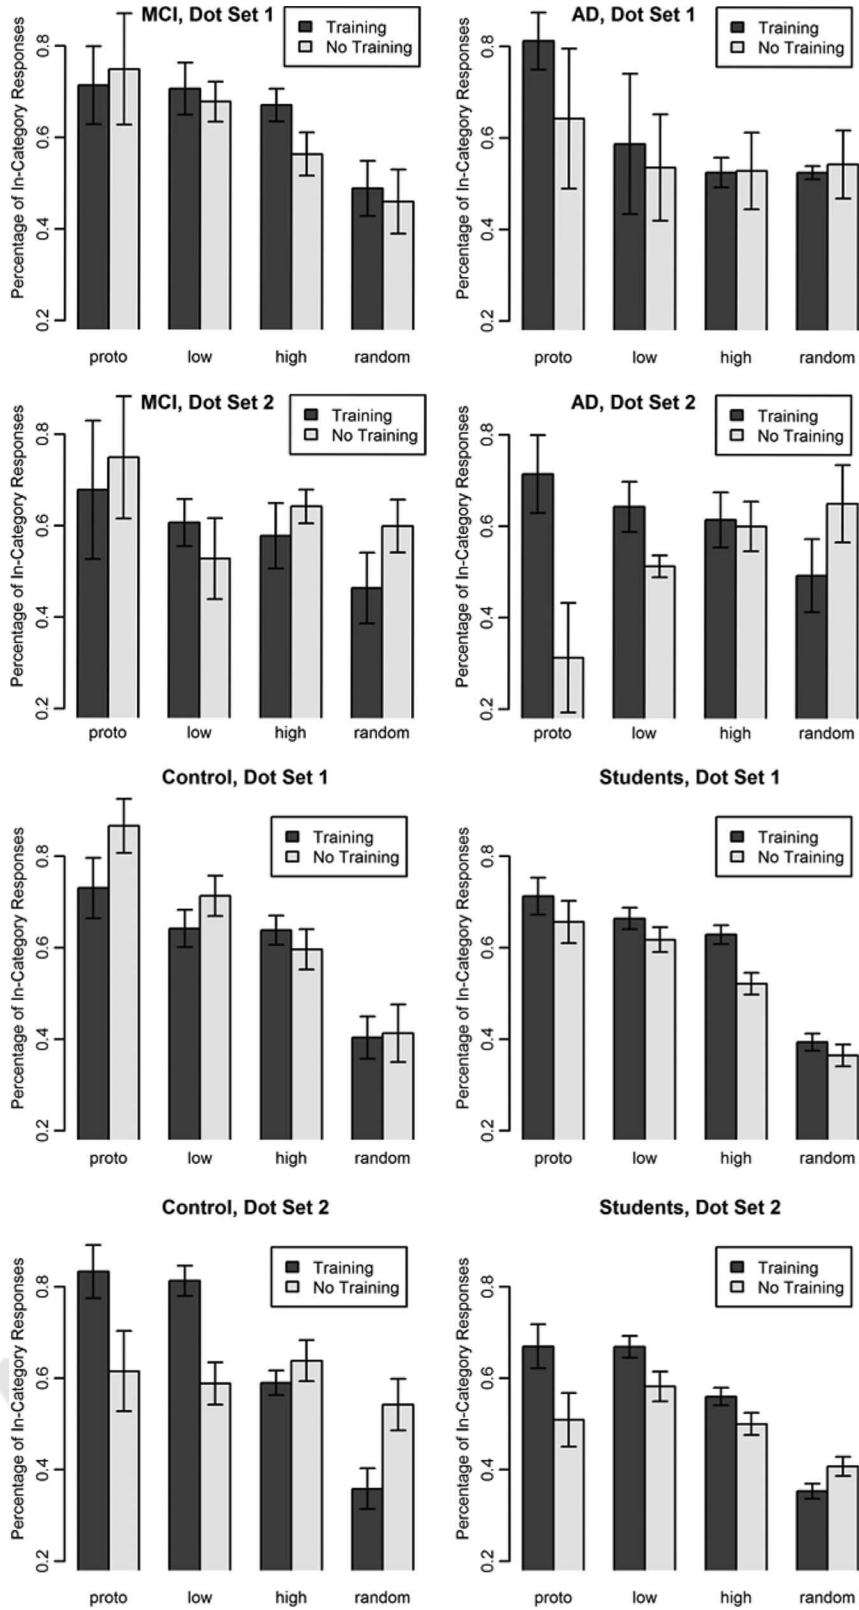 MCI, Dot Set 1
Training
No Training
Percentage of In-Category Responses
0.2 0.4 0.6 0.8
proto low high random
AD, Dot Set 1
Training
No Training
Percentage of In-Category Responses
0.2 0.4 0.6 0.8
proto low high random
MCI, Dot Set 2
Training
No Training
Percentage of In-Category Responses
0.2 0.4 0.6 0.8
proto low high random
AD, Dot Set 2
Training
No Training
Percentage of In-Category Responses
0.2 0.4 0.6 0.8
proto low high random
Control, Dot Set 1
Training
No Training
Percentage of In-Category Responses
0.2 0.4 0.6 0.8
proto low high random
Students, Dot Set 1
Training
No Training
Percentage of In-Category Responses
0.2 0.4 0.6 0.8
proto low high random
Control, Dot Set 2
Training
No Training
Percentage of In-Category Responses
0.2 0.4 0.6 0.8
proto low high random
Students, Dot Set 2
Training
No Training
Percentage of In-Category Responses
0.2 0.4 0.6 0.8
proto low high random